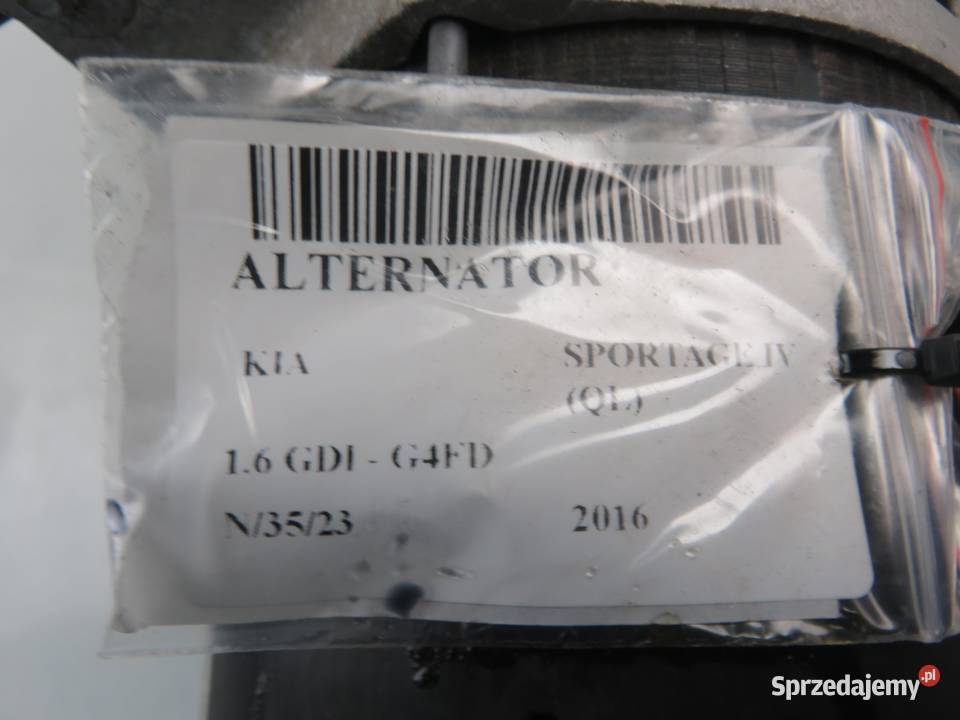 ALTERNATOR
KIA SPORTAGE IV
(QL)
1.6 GDI - G4FD
N/35/23 2016
Sprzedajemy.pl